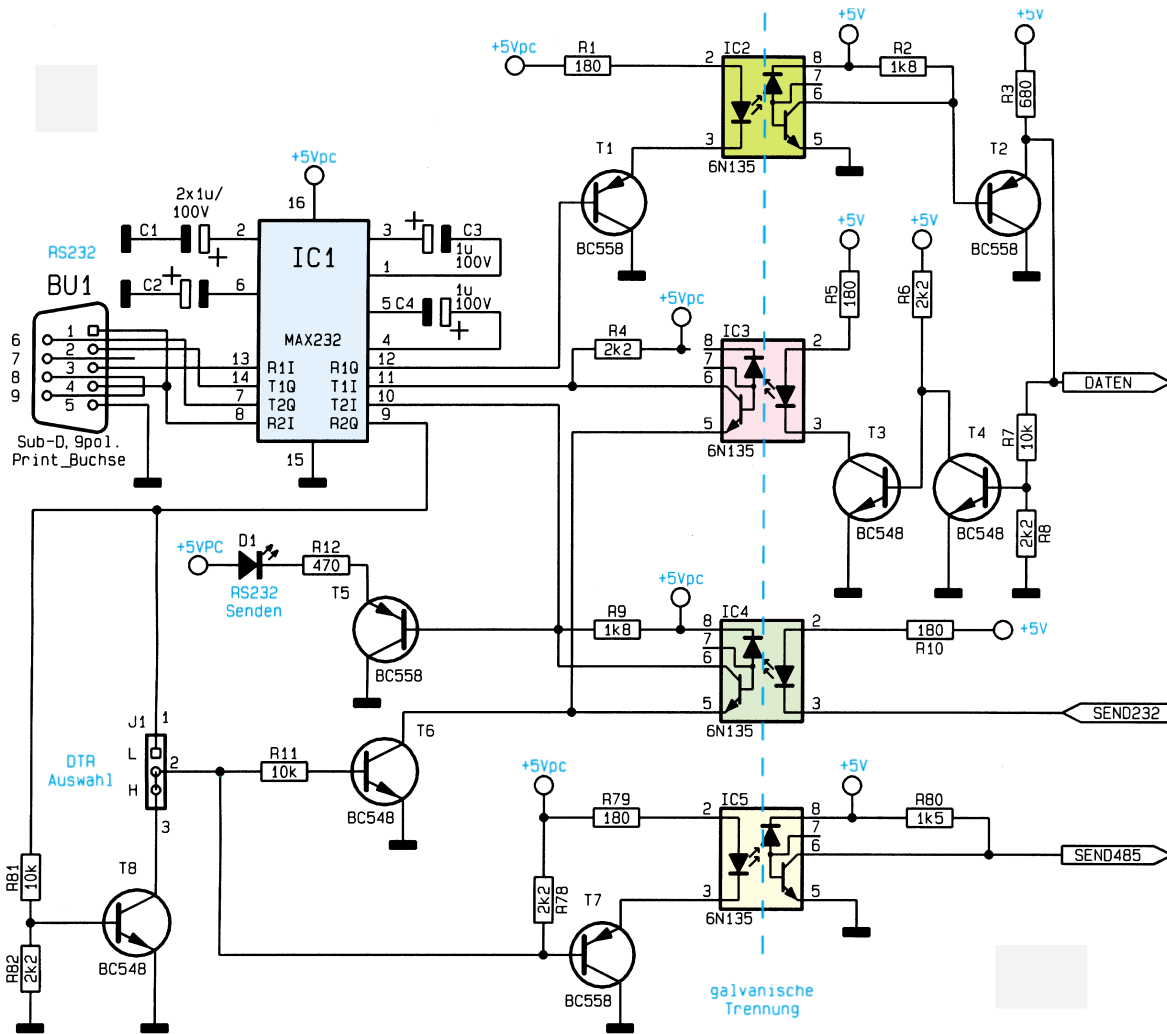 +5Vpc
R1
180
2
IC2
8
7
6
5
3
6N135
+5V
R2
1k8
+5V
R3
680
T1
BC558
T2
BC558
+5Vpc
16
2x1u/
100V
C1
2
+
C2
+
6
IC1
MAX232
3
+
C3
1u
100V
1
5
C4
1u
100V
+
4
RS232
BU1
6
7
8
9
1
2
3
4
5
Sub-D, 9pol.
Print_Buchse
13
14
7
8
R1I
T1Q
T2Q
R2I
R1Q
T1I
T2I
R2Q
12
11
10
9
15
R4
2k2
+5Vpc
IC3
8
7
6
5
2
3
6N135
+5V
R5
180
+5V
R6
2k2
T3
BC548
T4
BC548
DATEN
R7
10k
R8
2k2
+5VPC
D1
RS232
Senden
R12
470
T5
BC558
R9
1k8
+5Vpc
IC4
8
7
6
5
2
3
6N135
180
R10
+5V
SEND232
J1
1
L
2
H
3
DTR
Auswahl
R11
10k
T6
BC548
+5Vpc
R79
180
R78
2k2
T7
BC558
IC5
2
3
8
7
6
5
6N135
+5V
R80
1k5
SEND485
R81
10k
R82
2k2
T8
BC548
galvanische
Trennung